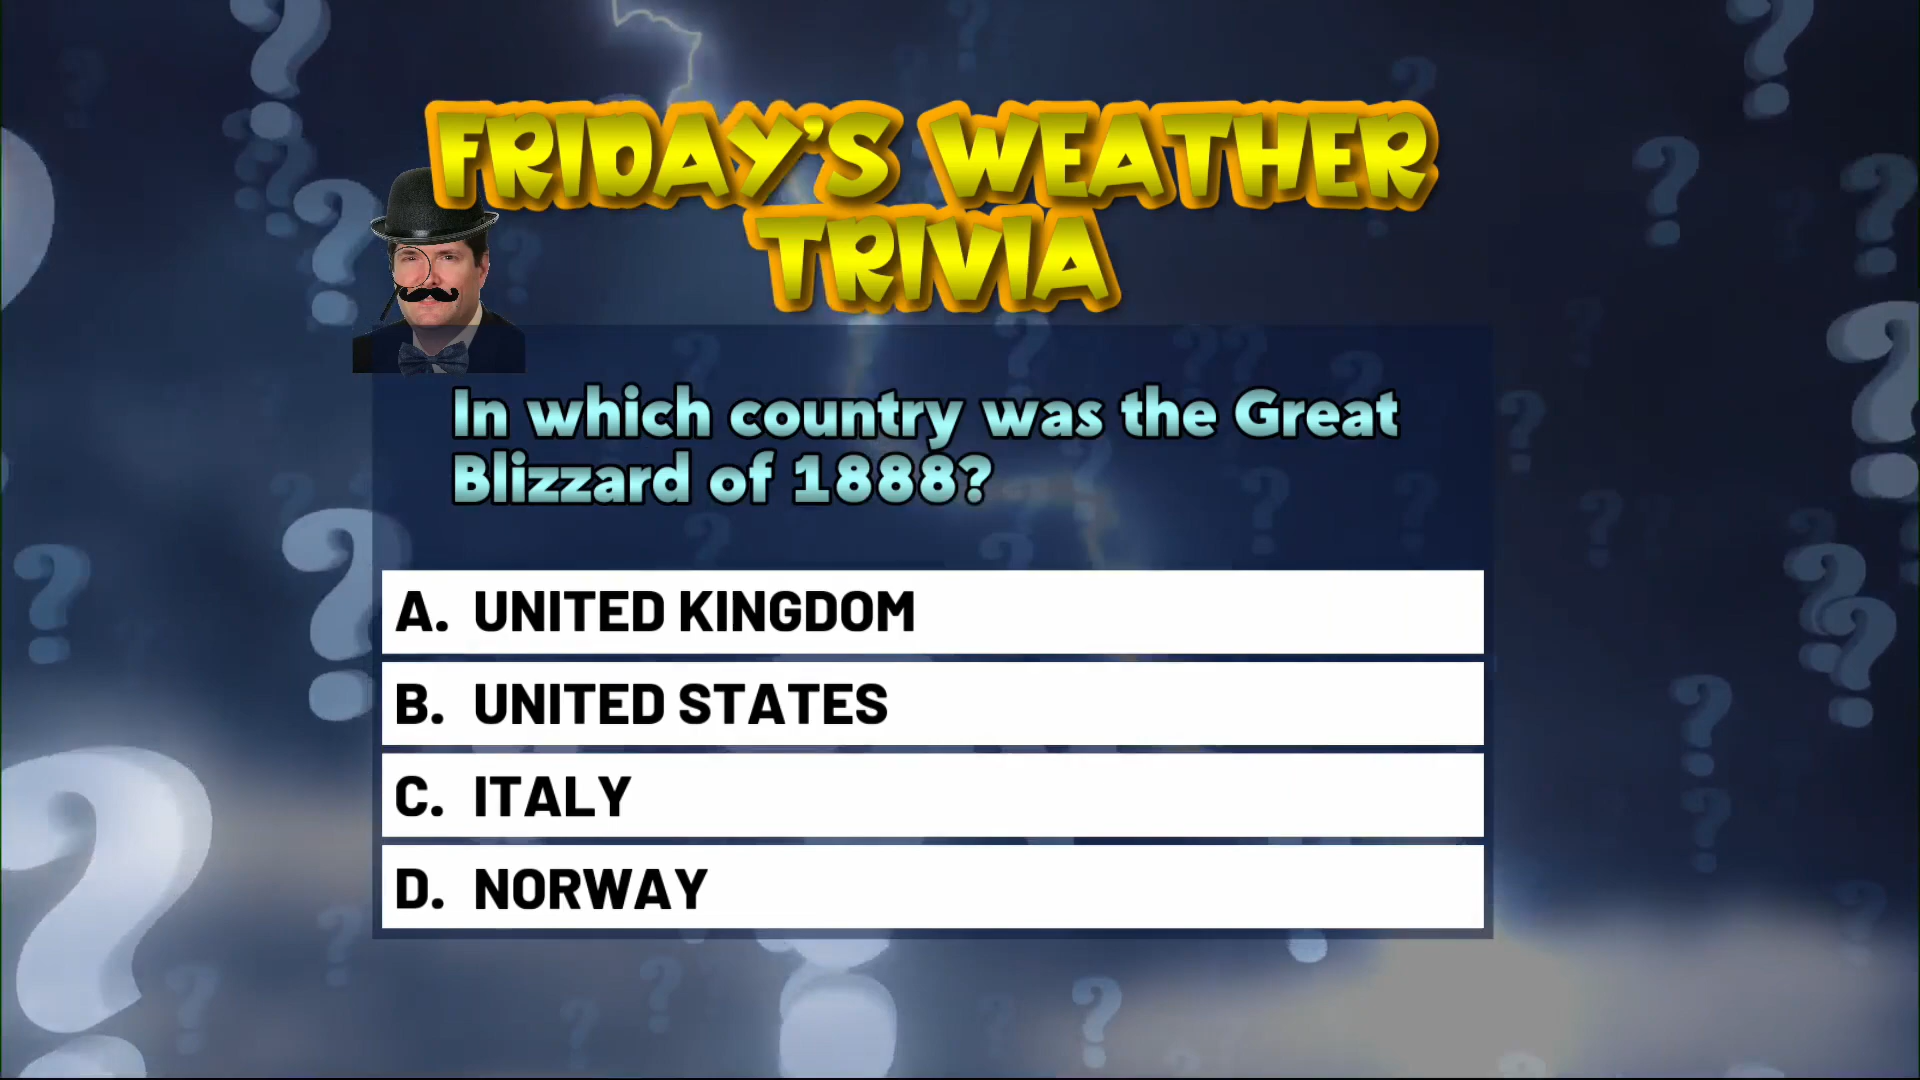 FRIDAY'S WEATHER
TRIVIA
In which country was the Great
Blizzard of 1888?
A. UNITED KINGDOM
B. UNITED STATES
C. ITALY
D. NORWAY